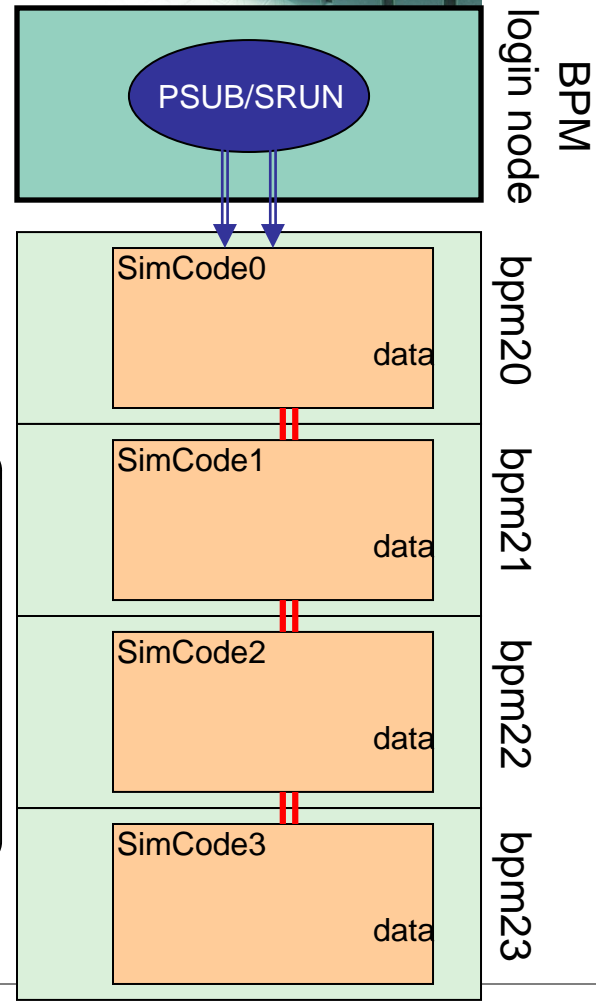 BPM
login node
PSUB/SRUN
bpm20
SimCode0
data
bpm21
SimCode1
data
bpm22
SimCode2
data
bpm23
SimCode3
data